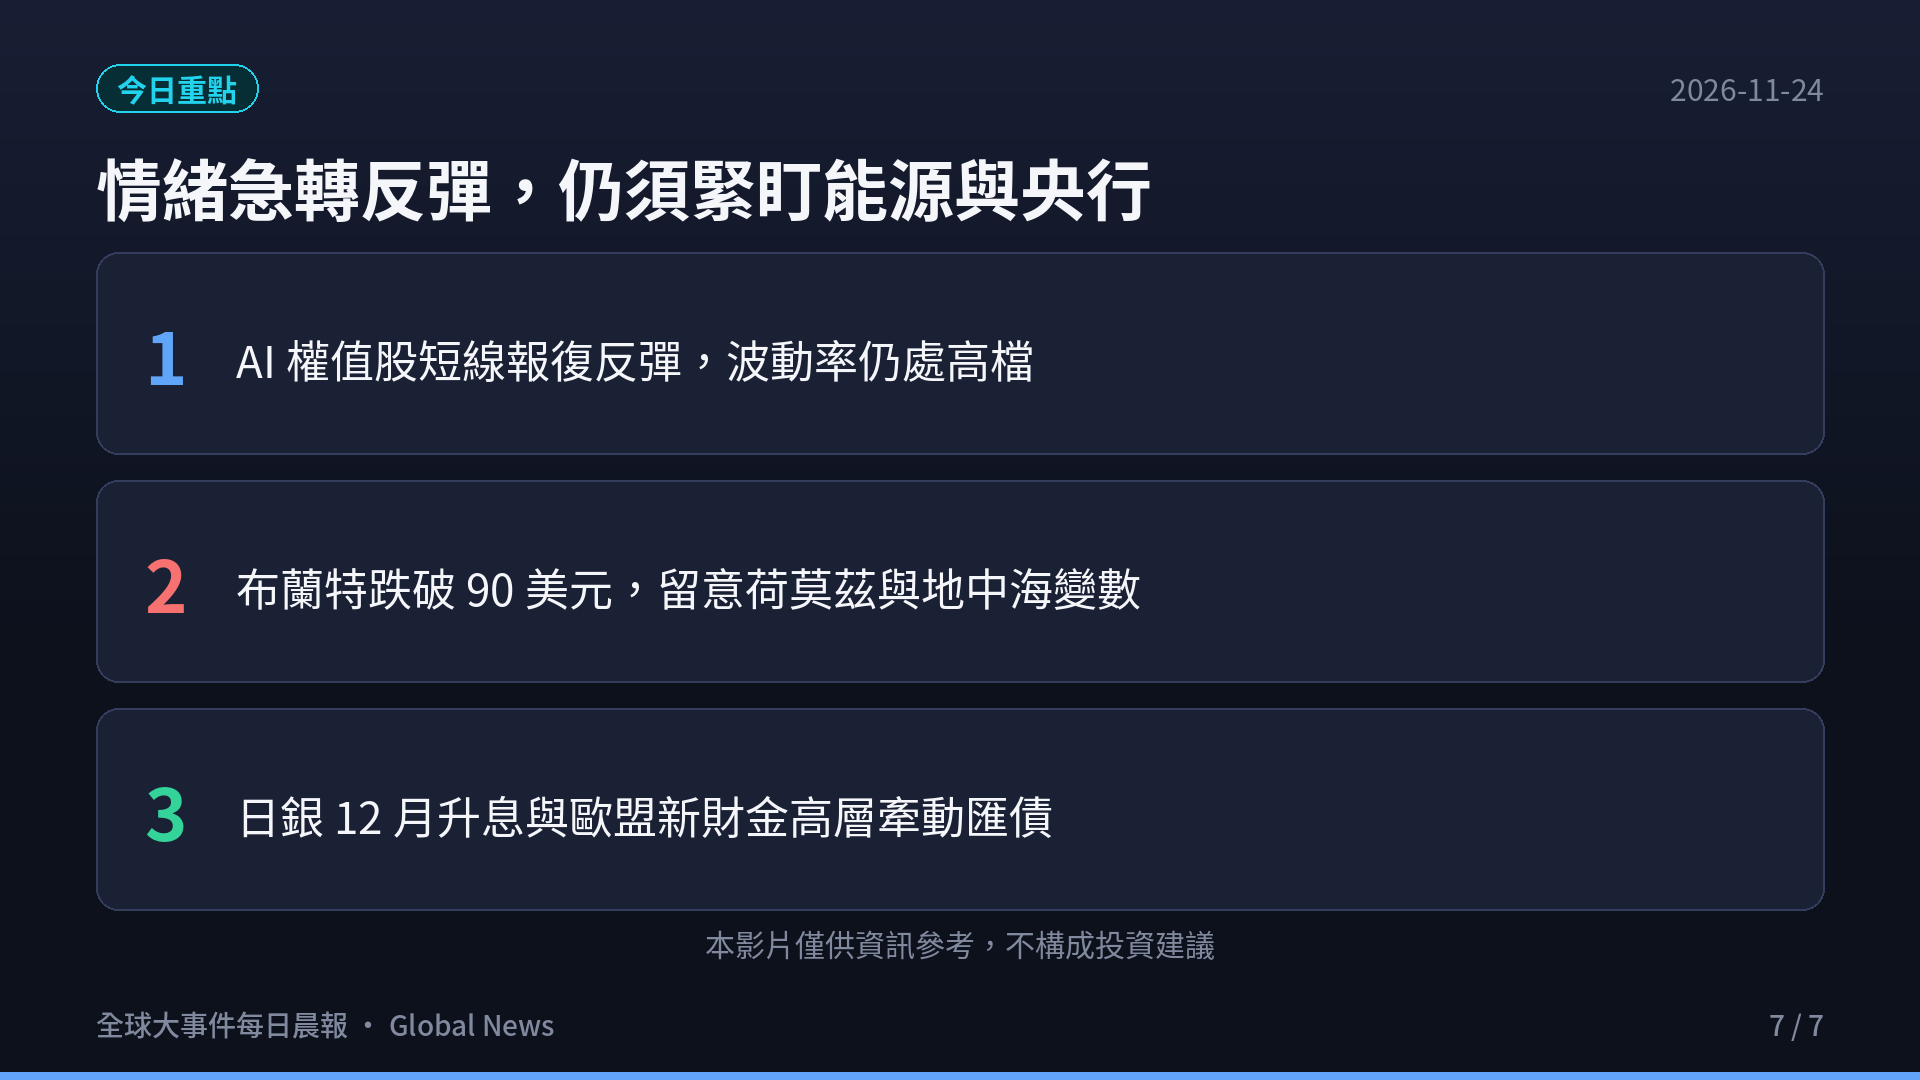 今日重點
2026-11-24
情緒急轉反彈，仍須緊盯能源與央行
1
AI 權值股短線報復反彈，波動率仍處高檔
2
布蘭特跌破 90 美元，留意荷莫茲與地中海變數
3
日銀 12 月升息與歐盟新財金高層牽動匯債
本影片僅供資訊參考，不構成投資建議
全球大事件每日晨報 • Global News
7 / 7